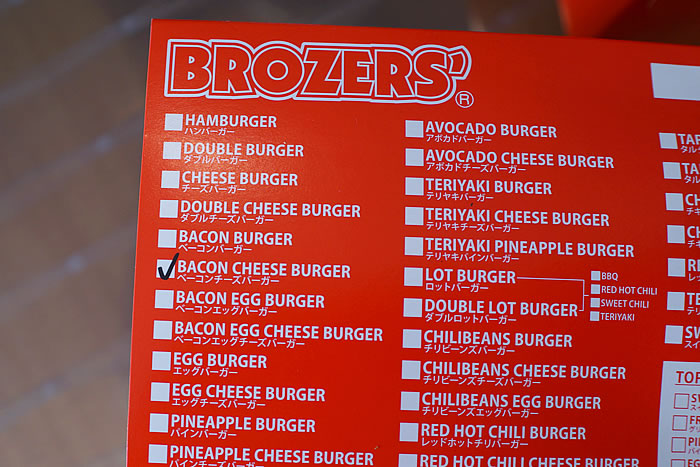 BROZERS'®
HAMBURGER
ハンバーガー
DOUBLE BURGER
ダブルバーガー
CHEESE BURGER
チーズバーガー
DOUBLE CHEESE BURGER
ダブルチーズバーガー
BACON BURGER
ベーコンバーガー
BACON CHEESE BURGER
ベーコンチーズバーガー
BACON EGG BURGER
ベーコンエッグバーガー
BACON EGG CHEESE BURGER
ベーコンエッグチーズバーガー
EGG BURGER
エッグバーガー
EGG CHEESE BURGER
エッグチーズバーガー
PINEAPPLE BURGER
パインバーガー
PINEAPPLE CHEESE BURGER
パインチーズバーガー
AVOCADO BURGER
アボカドバーガー
AVOCADO CHEESE BURGER
アボカドチーズバーガー
TERIYAKI BURGER
テリヤキバーガー
TERIYAKI CHEESE BURGER
テリヤキチーズバーガー
TERIYAKI PINEAPPLE BURGER
テリヤキパインバーガー
LOT BURGER
ロットバーガー
DOUBLE LOT BURGER
ダブルロットバーガー
BBQ
RED HOT CHILI
SWEET CHILI
TERIYAKI
CHILIBEANS BURGER
チリビーンズバーガー
CHILIBEANS CHEESE BURGER
チリビーンズチーズバーガー
CHILIBEANS EGG BURGER
チリビーンズエッグバーガー
RED HOT CHILI BURGER
レッドホットチリバーガー
RED HOT CHILI CHEESE BURGER